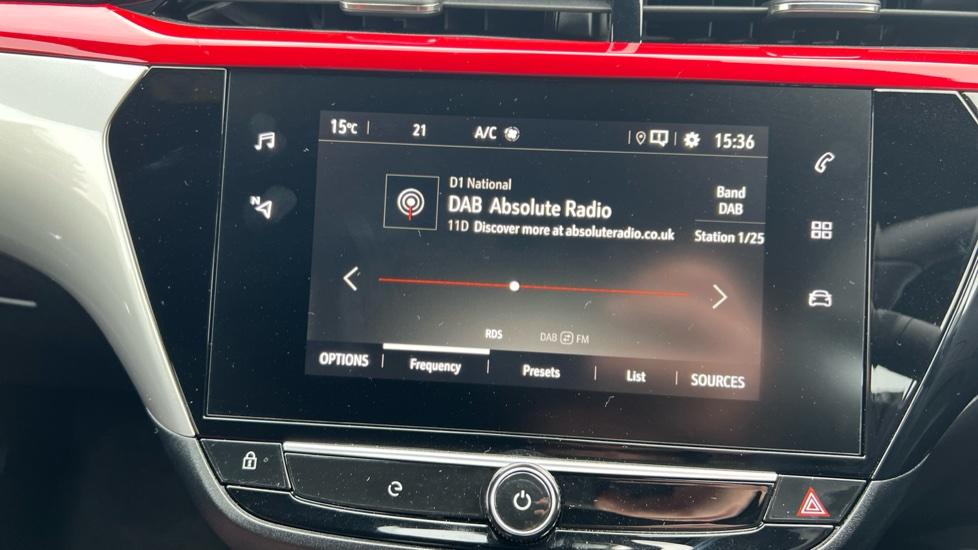 15°C 21 A/C 15:36
D1 National
DAB Absolute Radio
11D Discover more at absoluteradio.co.uk
Band
DAB
Station 1/25
RDS DAB FM
OPTIONS Frequency Presets List SOURCES
N